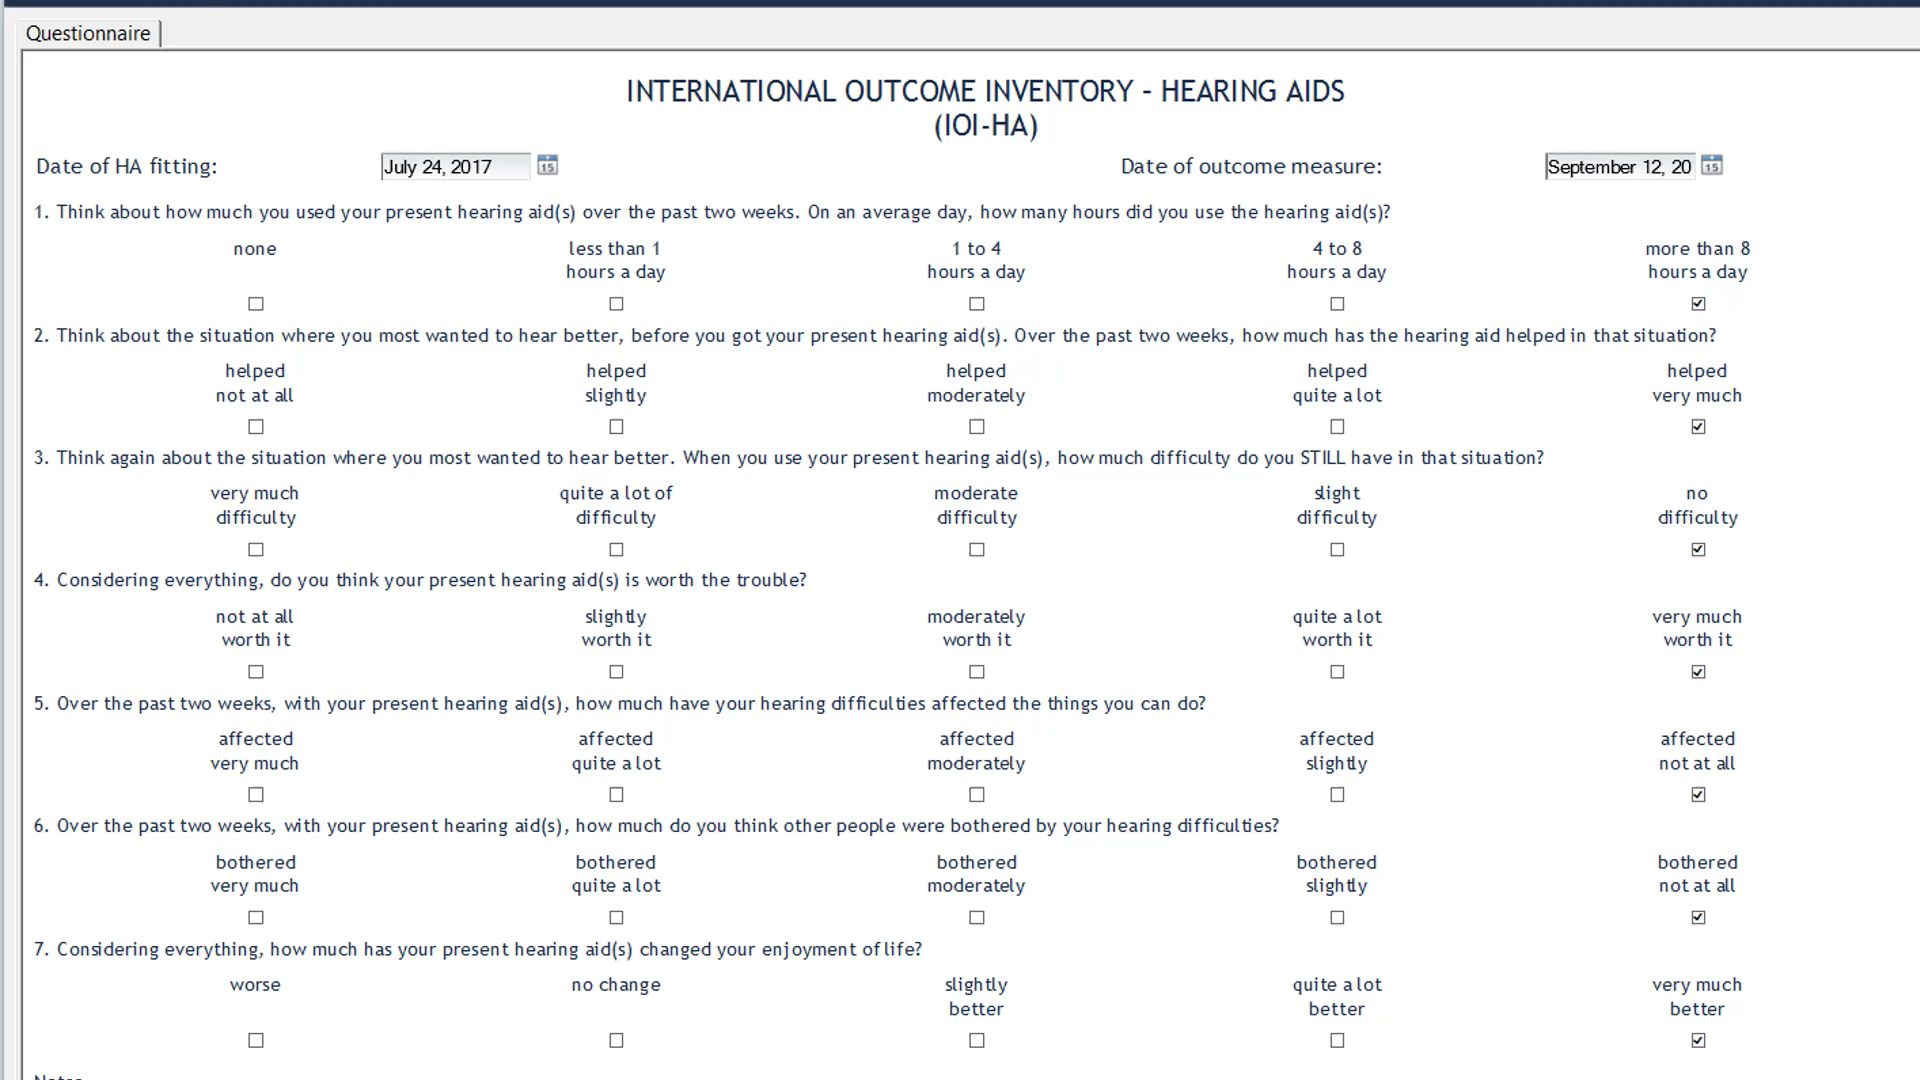 Questionnaire
INTERNATIONAL OUTCOME INVENTORY - HEARING AIDS
(IOI-HA)
Date of HA fitting: July 24, 2017 15 Date of outcome measure: September 12, 20 15
1. Think about how much you used your present hearing aid(s) over the past two weeks. On an average day, how many hours did you use the hearing aid(s)?
none less than 1 1 to 4 4 to 8 more than 8
hours a day hours a day hours a day hours a day
2. Think about the situation where you most wanted to hear better, before you got your present hearing aid(s). Over the past two weeks, how much has the hearing aid helped in that situation?
helped helped helped helped helped
not at all slightly moderately quite a lot very much
3. Think again about the situation where you most wanted to hear better. When you use your present hearing aid(s), how much difficulty do you STILL have in that situation?
very much quite a lot of moderate slight no
difficulty difficulty difficulty difficulty difficulty
4. Considering everything, do you think your present hearing aid(s) is worth the trouble?
not at all slightly moderately quite a lot very much
worth it worth it worth it worth it worth it
5. Over the past two weeks, with your present hearing aid(s), how much have your hearing difficulties affected the things you can do?
affected affected affected affected affected
very much quite a lot moderately slightly not at all
6. Over the past two weeks, with your present hearing aid(s), how much do you think other people were bothered by your hearing difficulties?
bothered bothered bothered bothered bothered
very much quite a lot moderately slightly not at all
7. Considering everything, how much has your present hearing aid(s) changed your enjoyment of life?
worse no change slightly quite a lot very much
better better better